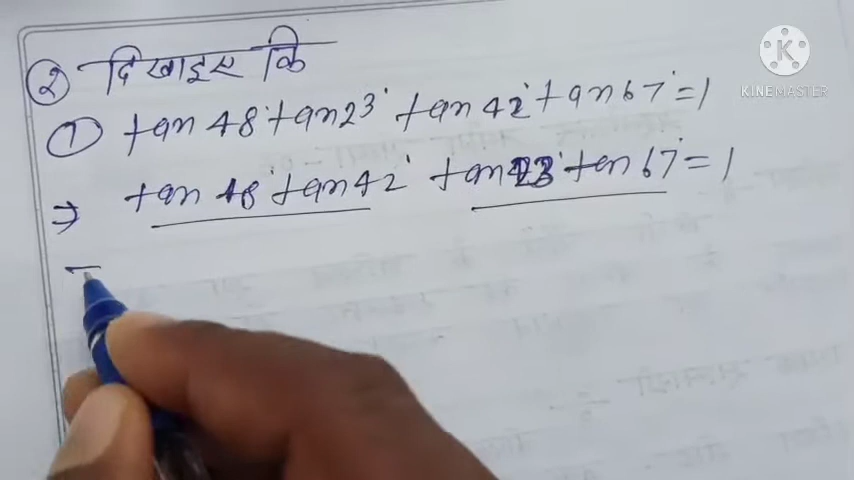 ② दिखाइए कि
① tan 48° tan 23° tan 42° tan 67° = 1
⇒ tan 48° tan 42° tan 23° tan 67° = 1
KINEMASTER